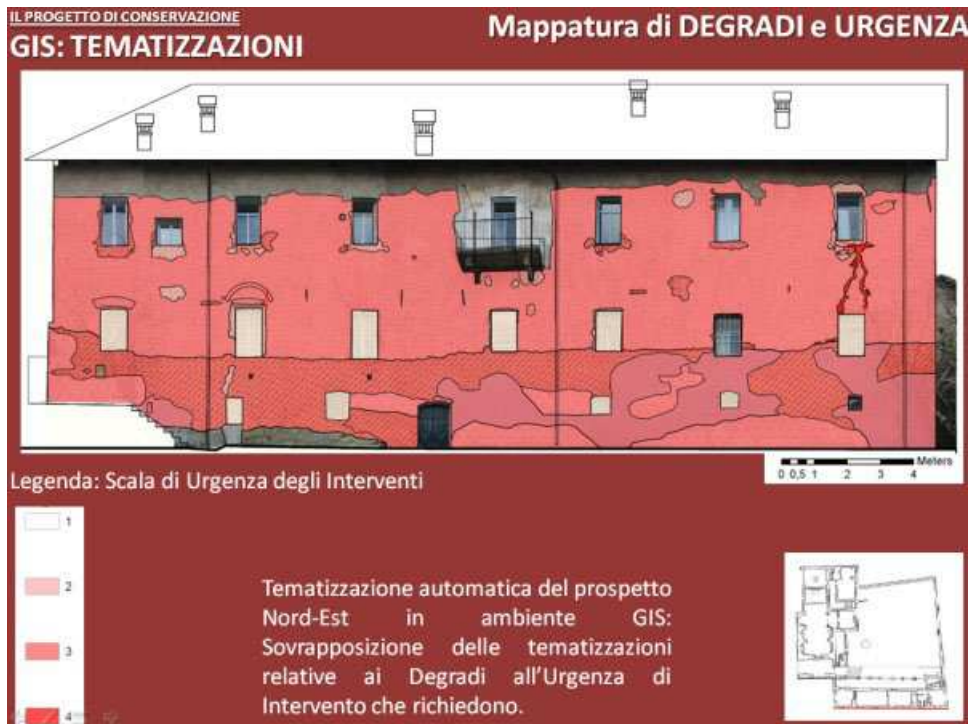 IL PROGETTO DI CONSERVAZIONE
GIS: TEMATIZZAZIONI
Mappatura di DEGRADI e URGENZA
Meters
0 0,5 1 2 3 4
Legenda: Scala di Urgenza degli Interventi
1
2
3
4
Tematizzazione automatica del prospetto
Nord-Est in ambiente GIS:
Sovrapposizione delle tematizzazioni
relative ai Degradi all'Urgenza di
Intervento che richiedono.